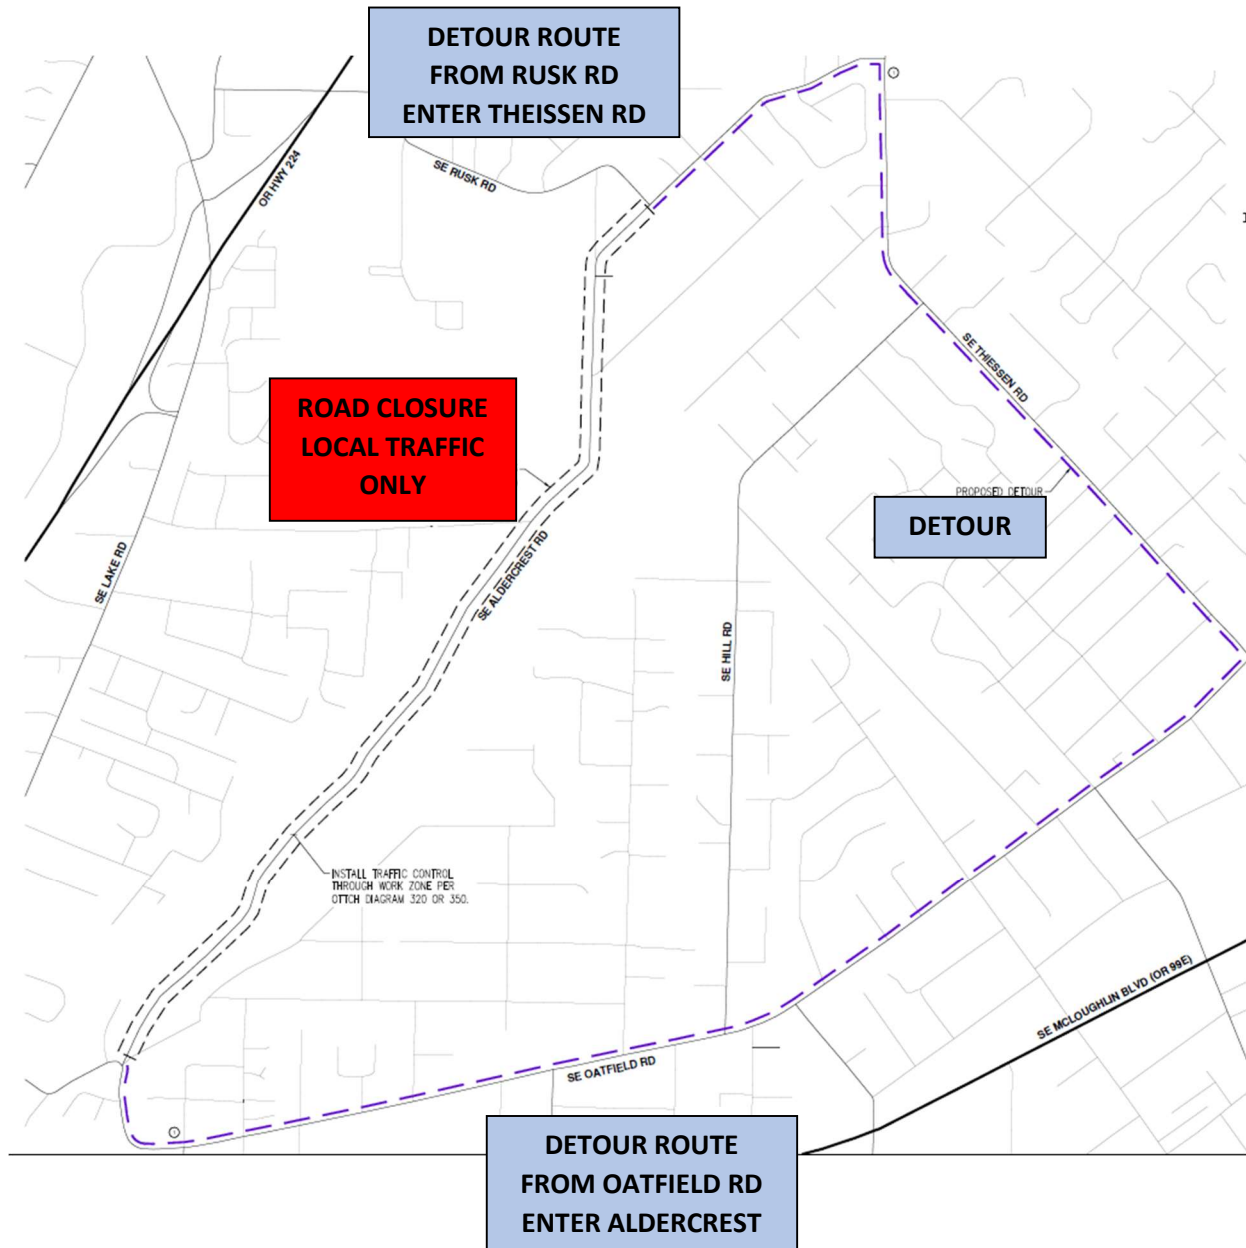 DETOUR ROUTE
FROM RUSK RD
ENTER THEISSEN RD
1
SE RUSK RD
OR HWY 224
SE THIESSEN RD
ROAD CLOSURE
LOCAL TRAFFIC
ONLY
PROPOSED DETOUR
DETOUR
SE ALDERCREST RD
SE LAKE RD
SE HILL RD
INSTALL TRAFFIC CONTROL
THROUGH WORK ZONE PER
OTTCH DIAGRAM 320 OR 350.
SE MCLOUGHLIN BLVD (OR 99E)
SE OATFIELD RD
1
DETOUR ROUTE
FROM OATFIELD RD
ENTER ALDERCREST